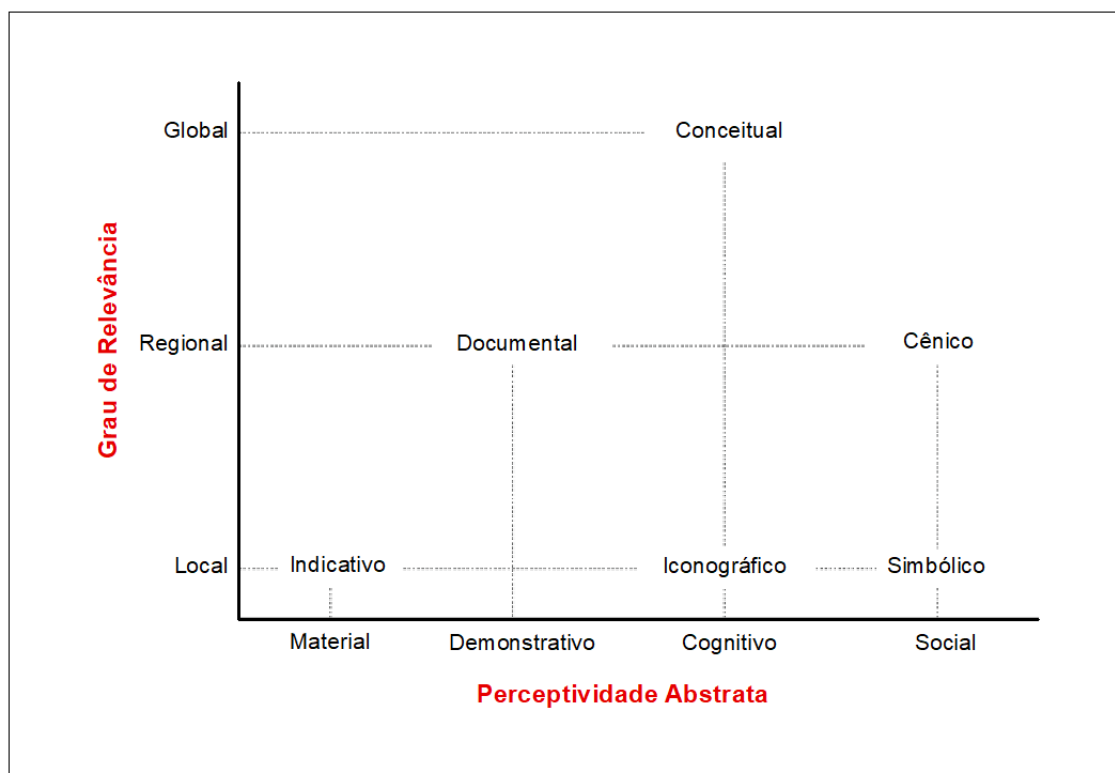 Global
Conceitual
Grau de Relevância
Regional
Documental
Cênico
Local
Indicativo
Iconográfico
Simbólico
Material
Demonstrativo
Cognitivo
Social
Perceptividade Abstrata